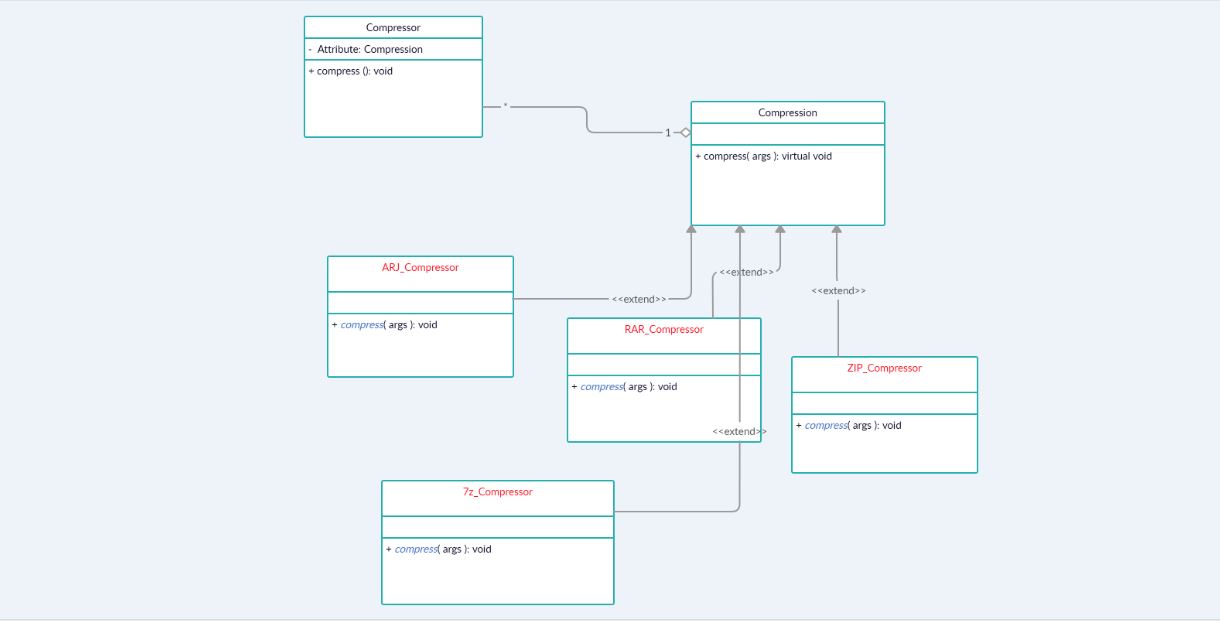 Compressor
- Attribute: Compression
+ compress (): void
*
1
Compression
+ compress( args ): virtual void
ARJ_Compressor
+ compress( args ): void
<<extend>>
<<extend>>
<<extend>>
RAR_Compressor
+ compress( args ): void
<<extend>>
ZIP_Compressor
+ compress( args ): void
7z_Compressor
+ compress( args ): void